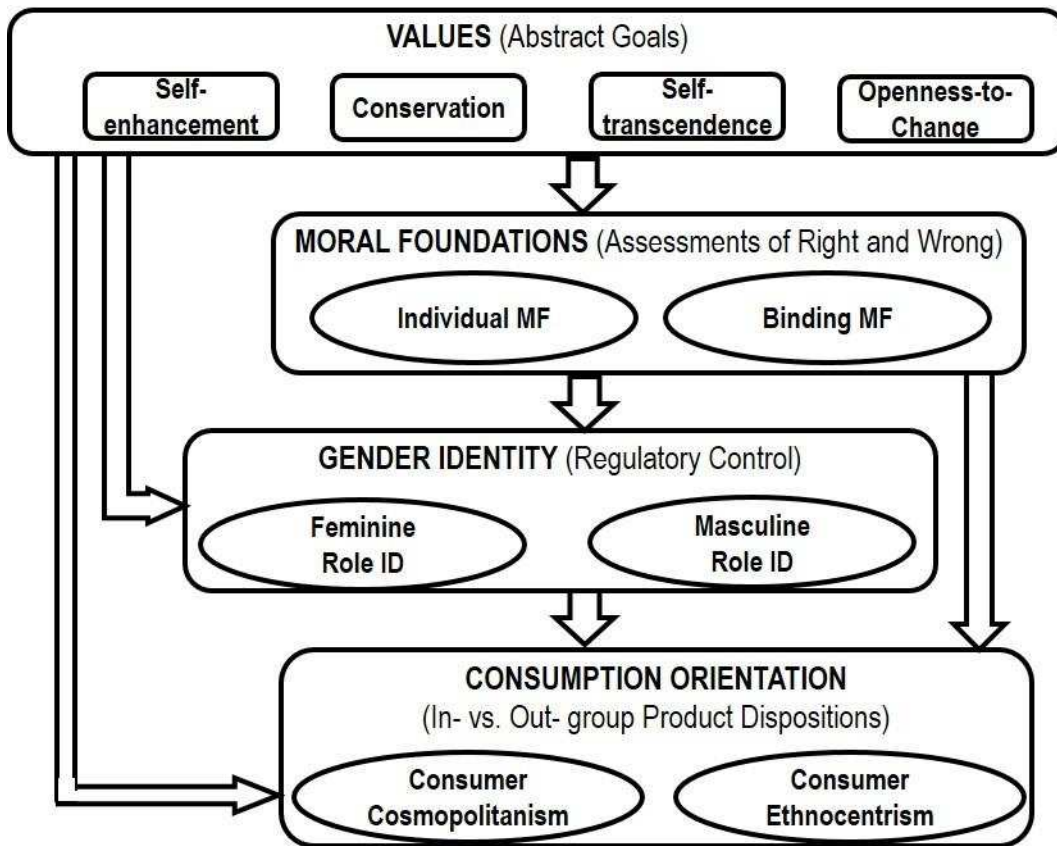 VALUES (Abstract Goals)
Self-
enhancement
Conservation
Self-
transcendence
Openness-to-
Change
MORAL FOUNDATIONS (Assessments of Right and Wrong)
Individual MF
Binding MF
GENDER IDENTITY (Regulatory Control)
Feminine
Role ID
Masculine
Role ID
CONSUMPTION ORIENTATION
(In- vs. Out- group Product Dispositions)
Consumer
Cosmopolitanism
Consumer
Ethnocentrism